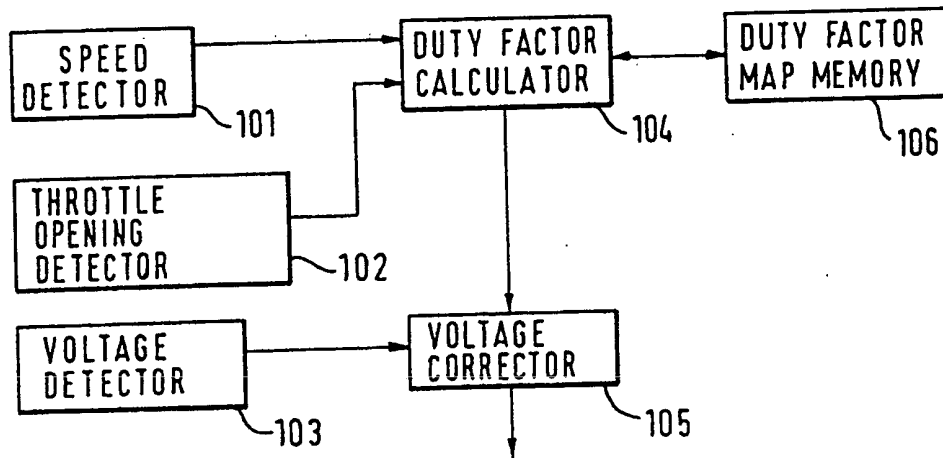 SPEED
DETECTOR
101
DUTY FACTOR
CALCULATOR
104
DUTY FACTOR
MAP MEMORY
106
THROTTLE
OPENING
DETECTOR
102
VOLTAGE
DETECTOR
103
VOLTAGE
CORRECTOR
105